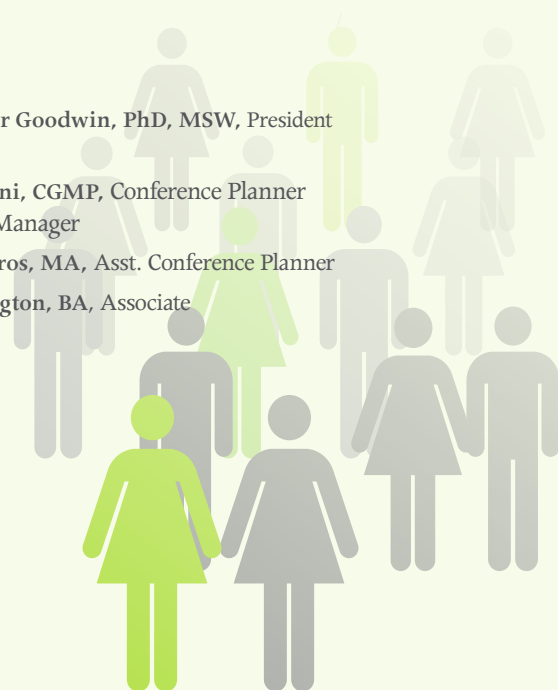 r Goodwin, PhD, MSW, President
ni, CGMP, Conference Planner
Manager
ros, MA, Asst. Conference Planner
gton, BA, Associate